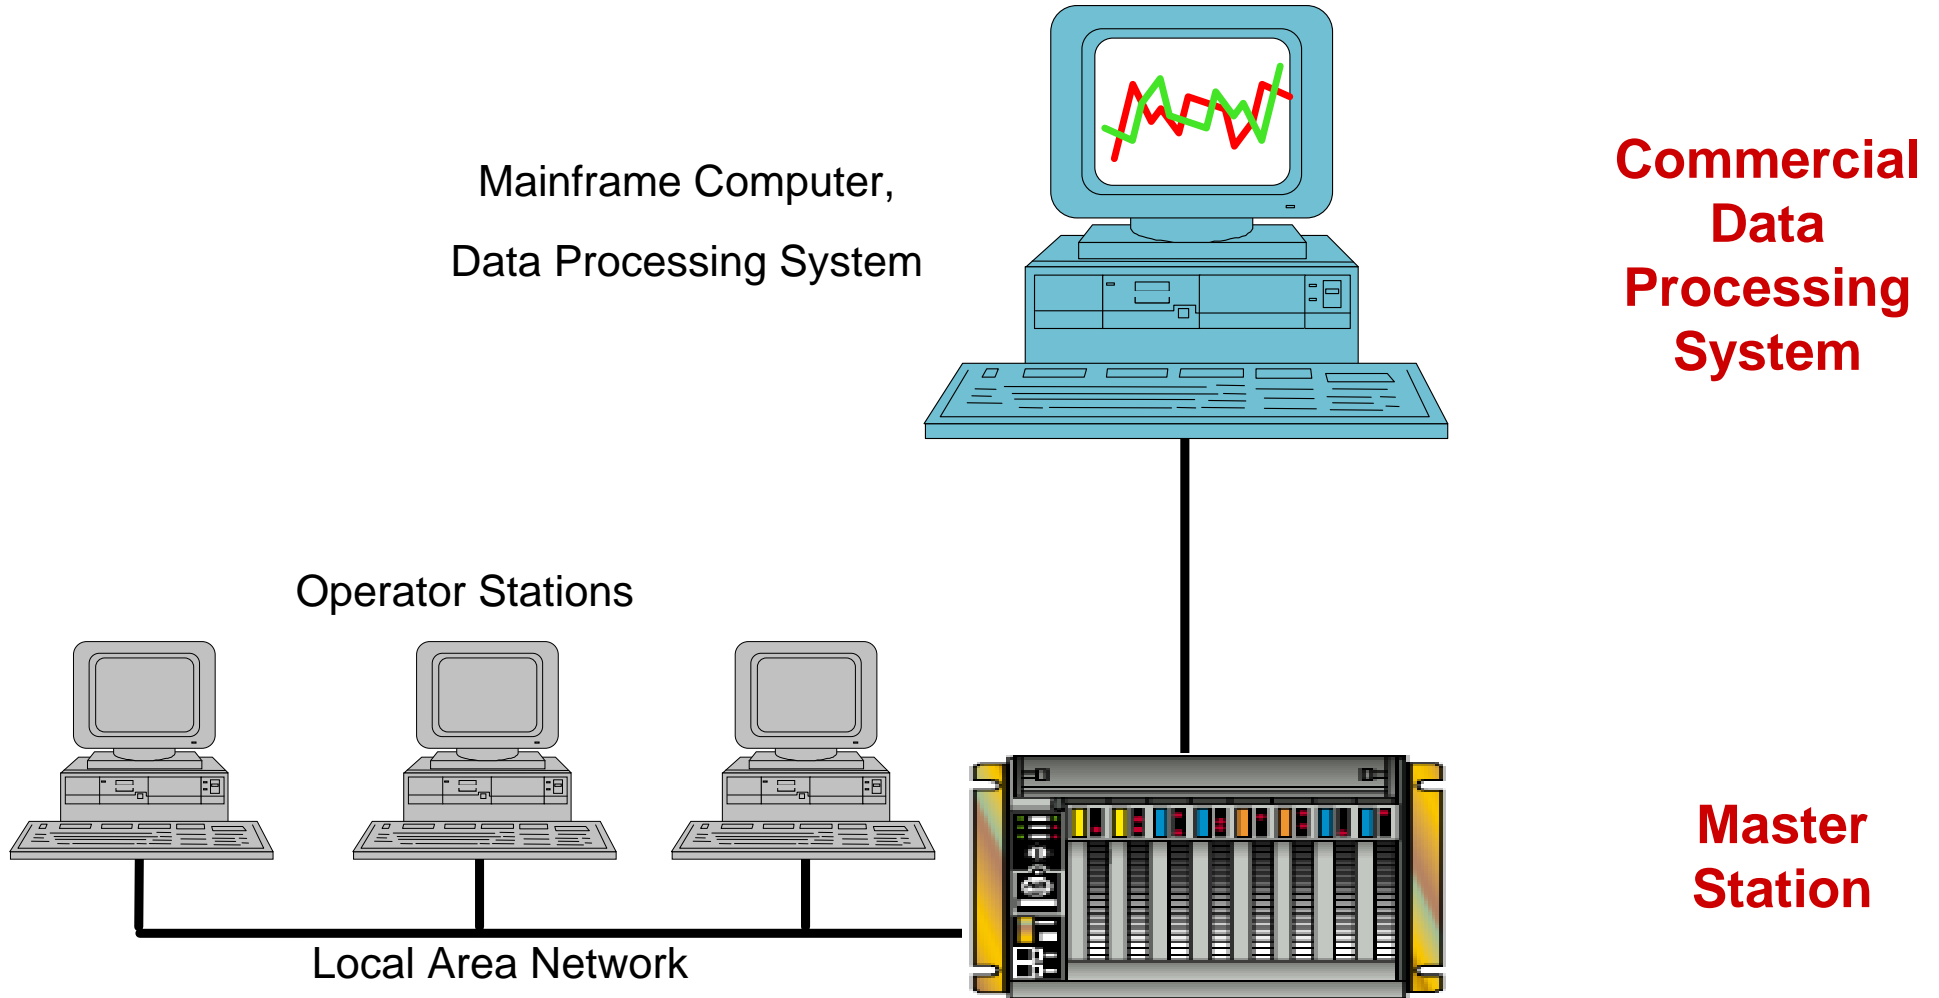 Mainframe Computer,
Data Processing System
Commercial
Data
Processing
System
Operator Stations
Local Area Network
Master
Station